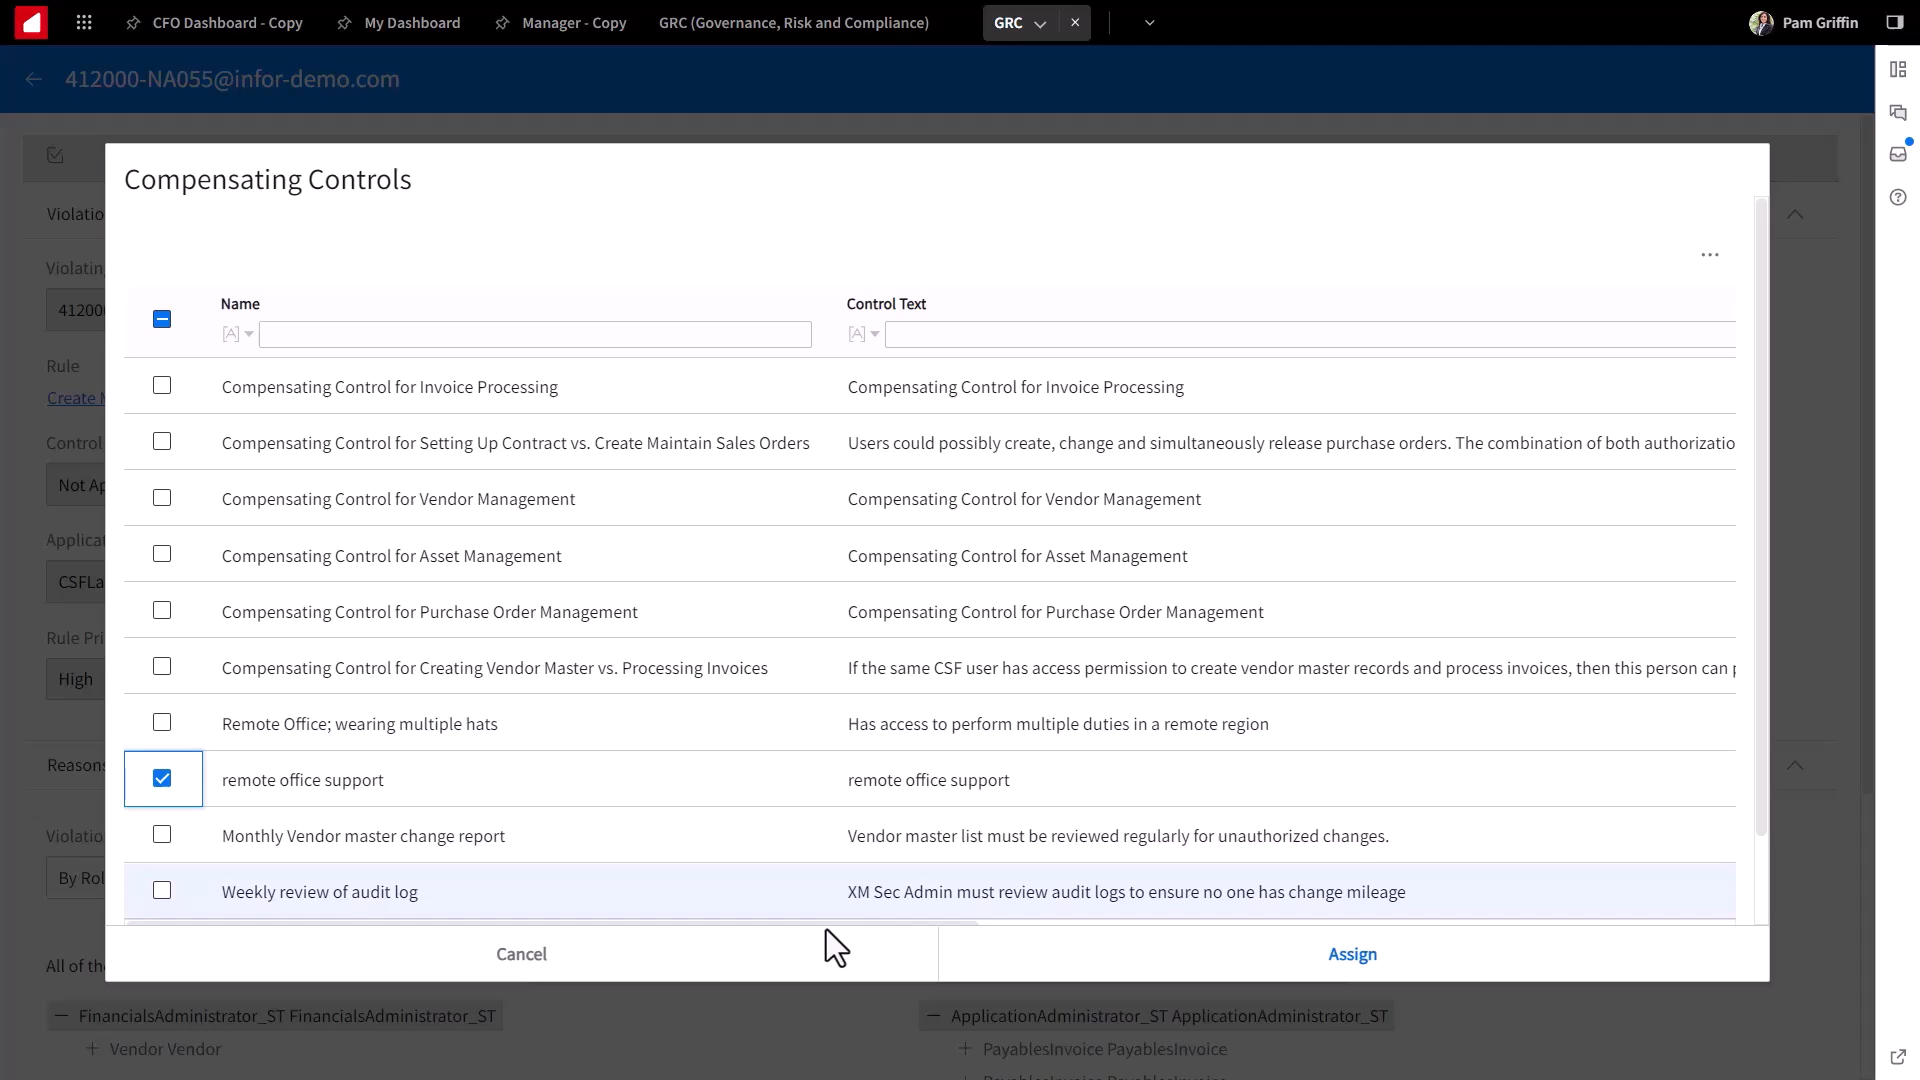 CFO Dashboard - Copy
My Dashboard
Manager - Copy
GRC (Governance, Risk and Compliance)
GRC
Pam Griffin
412000-NA055@infor-demo.com
Compensating Controls
Violatio
Violatin
412000
Rule
Create M
Control
Not Ap
Applicat
CSFLa
Rule Pri
High
Reasons
Violatio
By Rol
All of the
Name
Control Text
[A]
[A]
Compensating Control for Invoice Processing
Compensating Control for Invoice Processing
Compensating Control for Setting Up Contract vs. Create Maintain Sales Orders
Users could possibly create, change and simultaneously release purchase orders. The combination of both authorizatio
Compensating Control for Vendor Management
Compensating Control for Vendor Management
Compensating Control for Asset Management
Compensating Control for Asset Management
Compensating Control for Purchase Order Management
Compensating Control for Purchase Order Management
Compensating Control for Creating Vendor Master vs. Processing Invoices
If the same CSF user has access permission to create vendor master records and process invoices, then this person can p
Remote Office; wearing multiple hats
Has access to perform multiple duties in a remote region
remote office support
remote office support
Monthly Vendor master change report
Vendor master list must be reviewed regularly for unauthorized changes.
Weekly review of audit log
XM Sec Admin must review audit logs to ensure no one has change mileage
Cancel
Assign
FinancialsAdministrator_ST FinancialsAdministrator_ST
Vendor Vendor
ApplicationAdministrator_ST ApplicationAdministrator_ST
PayablesInvoice PayablesInvoice
PayablesInvoice PayablesInvoice